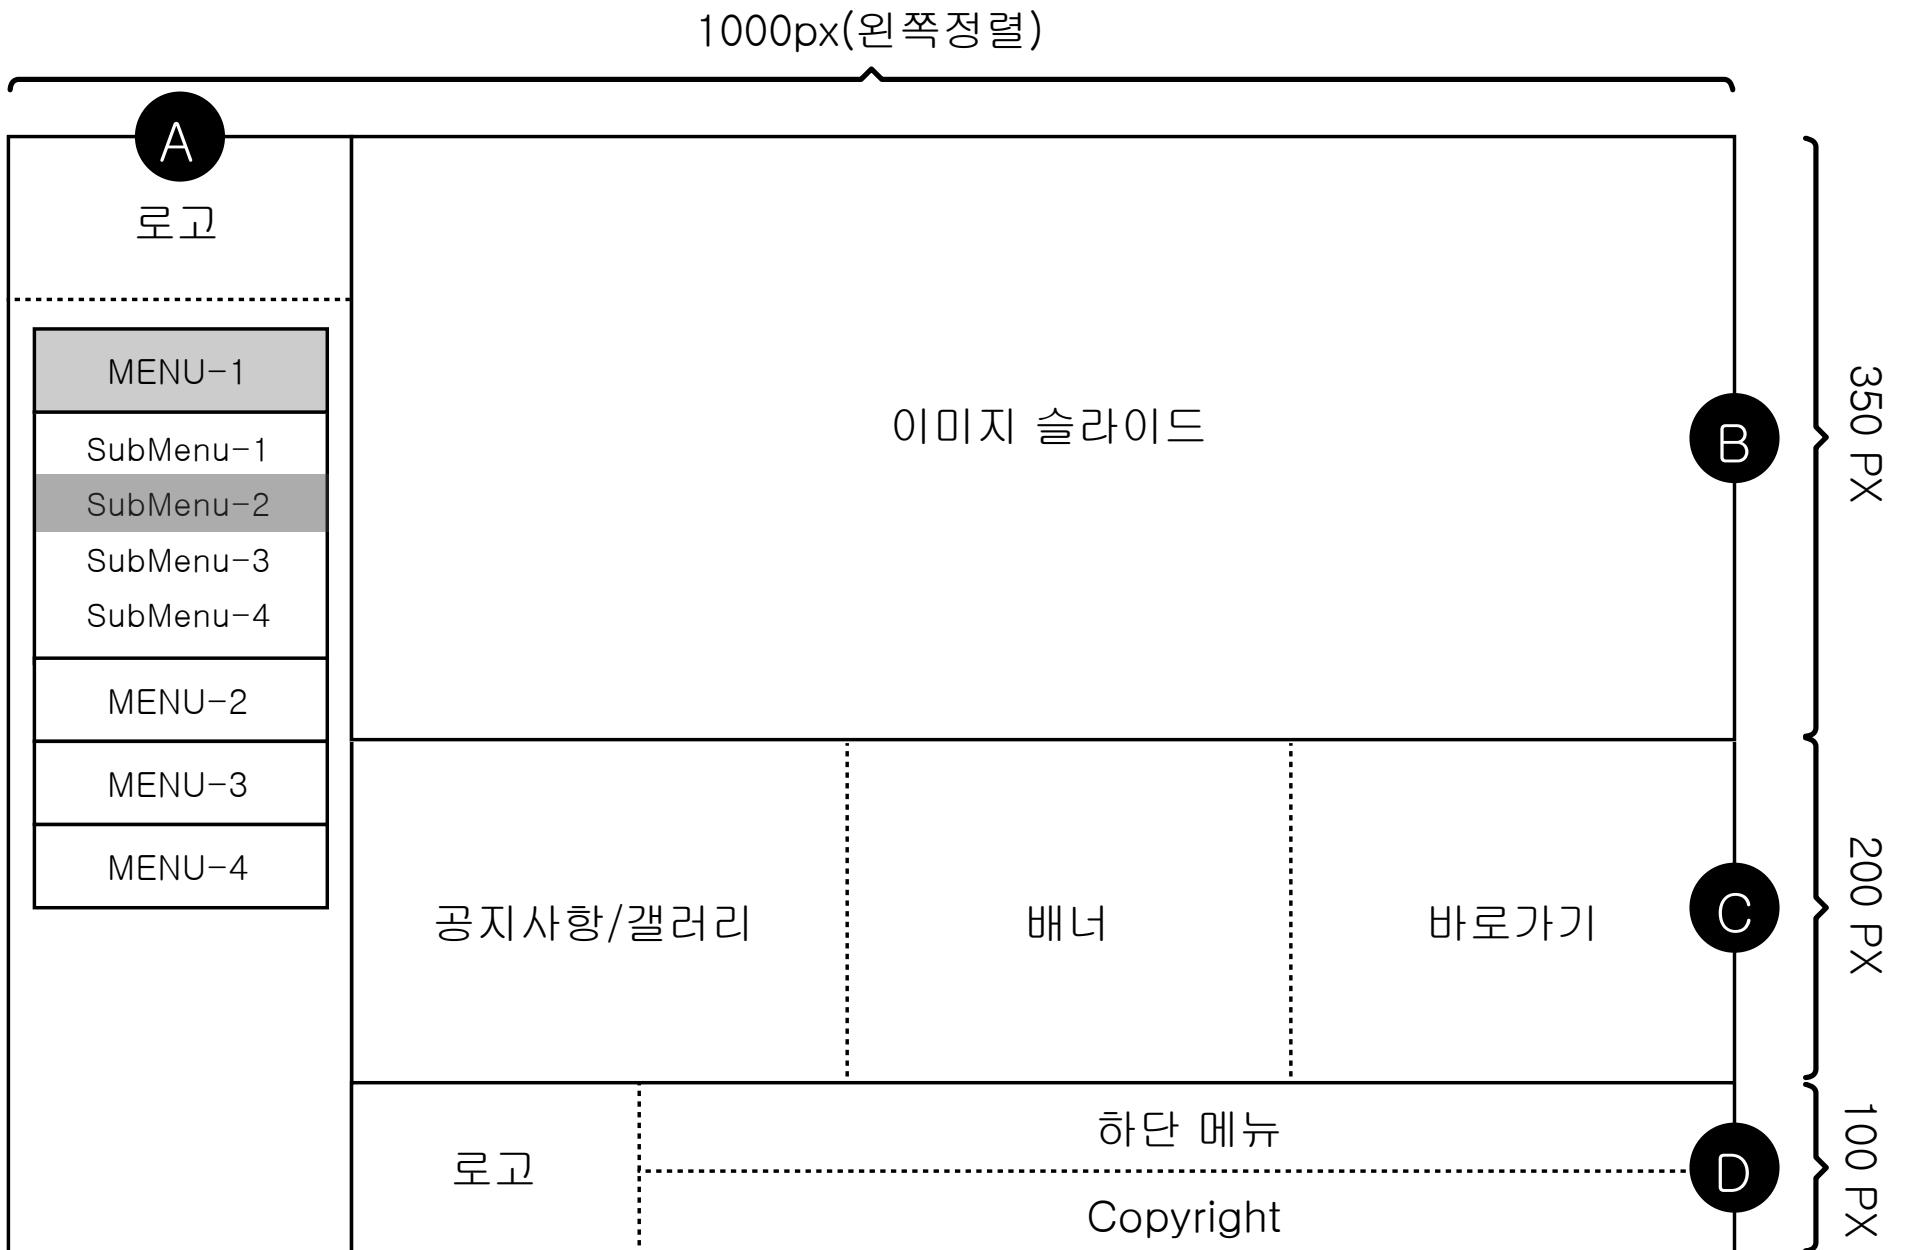 1000px(왼쪽정렬)
A
로고
MENU-1
SubMenu-1
SubMenu-2
SubMenu-3
SubMenu-4
MENU-2
MENU-3
MENU-4
이미지 슬라이드
B
350 PX
공지사항/갤러리
배너
바로가기
C
200 PX
로고
하단 메뉴
Copyright
D
100 PX